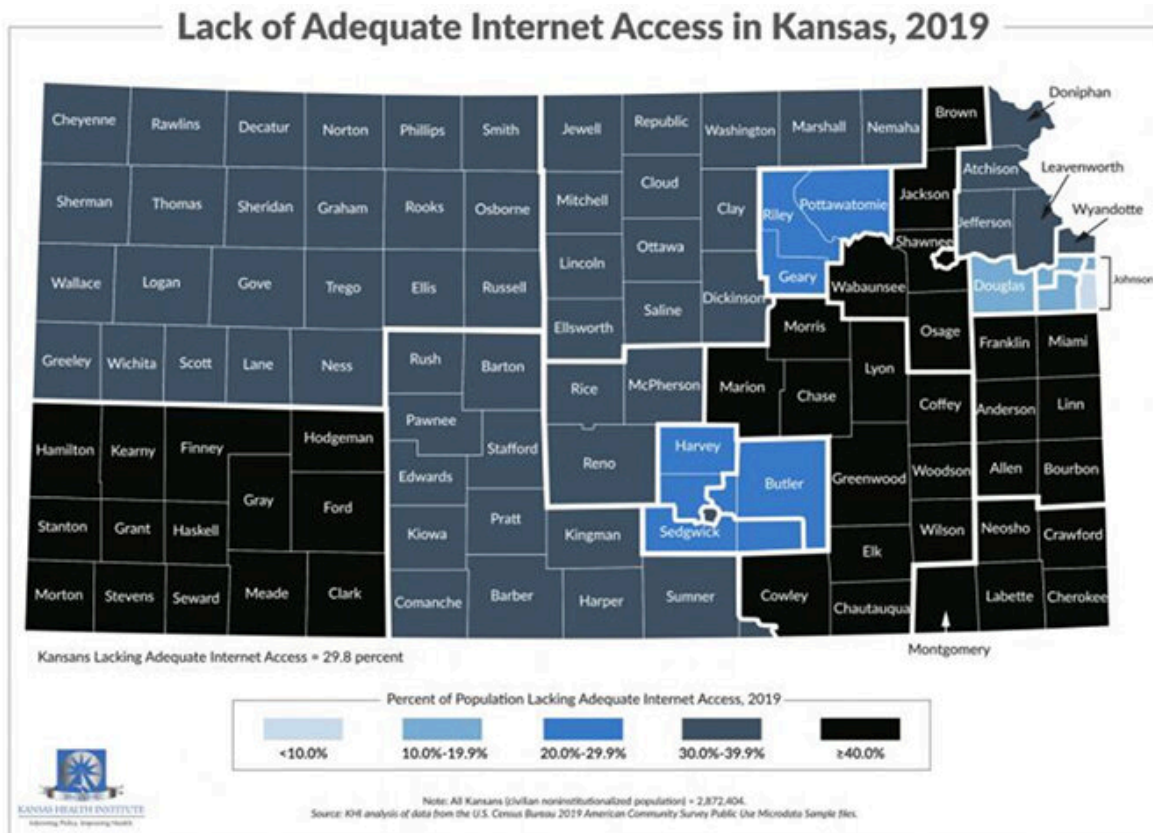 Lack of Adequate Internet Access in Kansas, 2019
Cheyenne Rawlins Decatur Norton Phillips Smith Jewell Republic Washington Marshall Nemaha Brown Doniphan
Atchison Leavenworth
Sherman Thomas Sheridan Graham Rooks Osborne Mitchell Cloud Clay Riley Pottawatomie Jackson Jefferson Wyandotte
Shawnee
Wallace Logan Gove Trego Ellis Russell Lincoln Ottawa Dickinson Geary Wabaunsee Douglas Johnson
Ellsworth Saline Morris Osage
Greeley Wichita Scott Lane Ness Rush Barton Rice McPherson Marion Chase Lyon Franklin Miami
Coffey Anderson Linn
Hamilton Kearny Finney Hodgeman Pawnee Stafford Reno Harvey
Edwards Butler Greenwood Woodson Allen Bourbon
Stanton Grant Haskell Gray Ford Kiowa Pratt Kingman Sedgwick Wilson Neosho Crawford
Elk
Morton Stevens Seward Meade Clark Comanche Barber Harper Sumner Cowley Chautauqua Labette Cherokee
Montgomery
Kansans Lacking Adequate Internet Access = 29.8 percent
Percent of Population Lacking Adequate Internet Access, 2019
<10.0% 10.0%-19.9% 20.0%-29.9% 30.0%-39.9% ≥40.0%
KANSAS HEALTH INSTITUTE
Informing Policy. Improving Health.
Note: All Kansans (civilian noninstitutionalized population) = 2,872,404.
Source: KHI analysis of data from the U.S. Census Bureau 2019 American Community Survey Public Use Microdata Sample files.